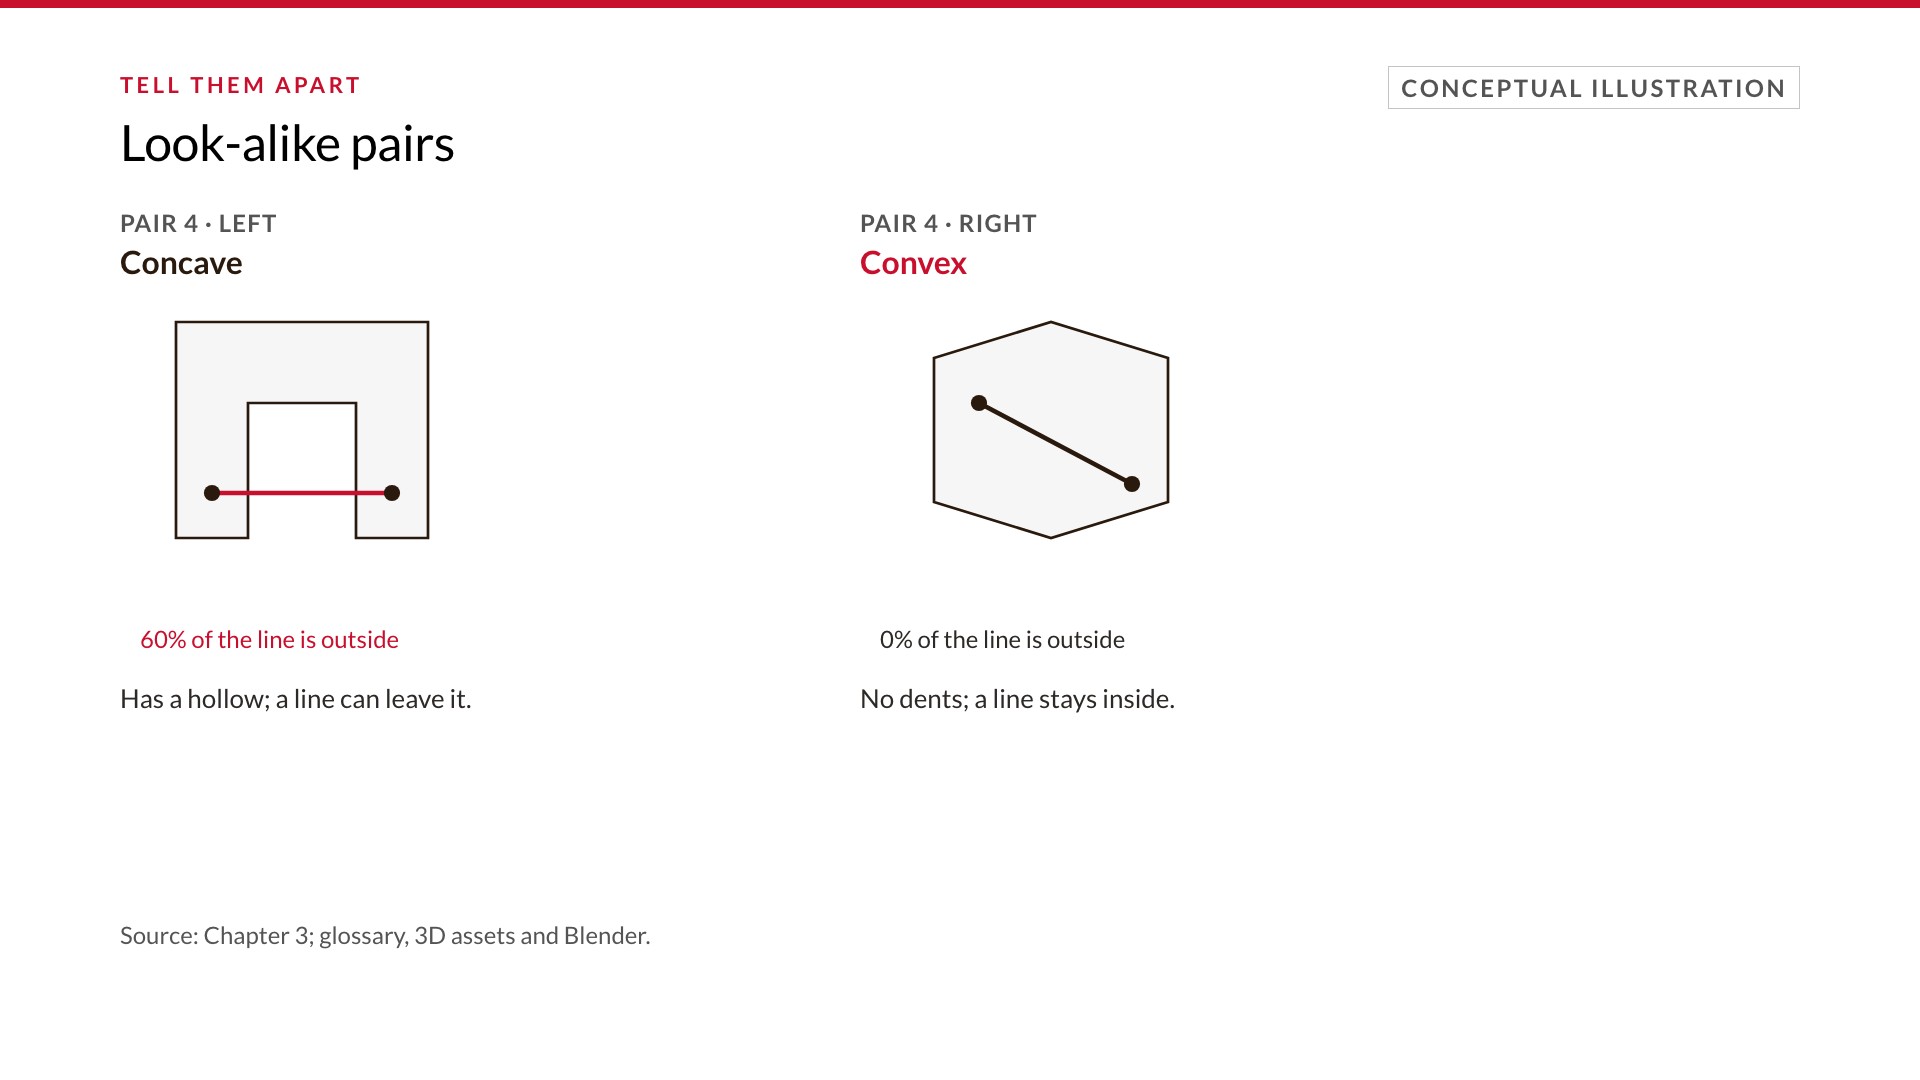 TELL THEM APART
CONCEPTUAL ILLUSTRATION
Look-alike pairs
PAIR 4 · LEFT
Concave
PAIR 4 · RIGHT
Convex
60% of the line is outside
0% of the line is outside
Has a hollow; a line can leave it.
No dents; a line stays inside.
Source: Chapter 3; glossary, 3D assets and Blender.